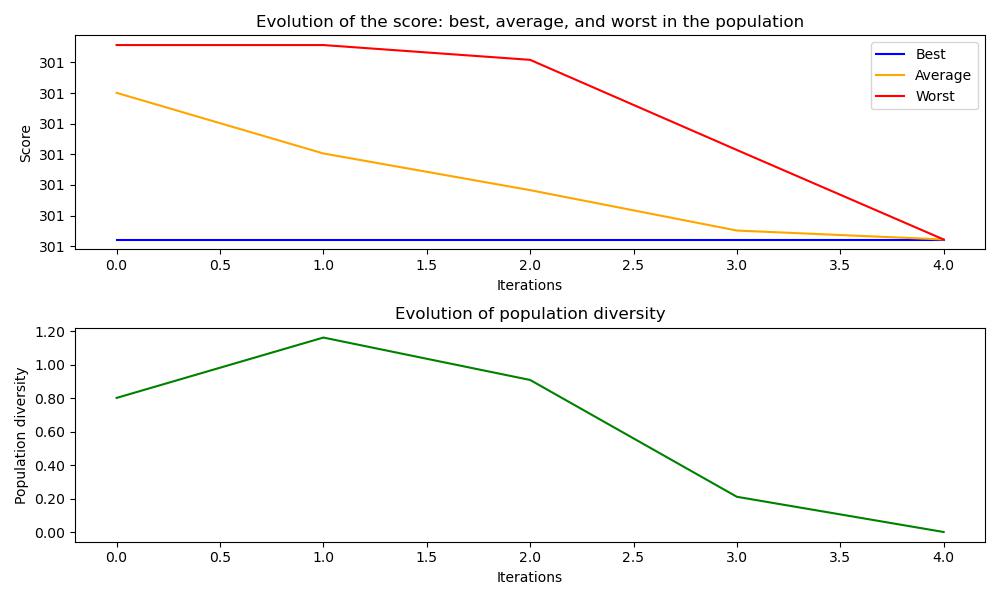 Evolution of the score: best, average, and worst in the population
Score
301
301
301
301
301
301
301
Best
Average
Worst
0.0 0.5 1.0 1.5 2.0 2.5 3.0 3.5 4.0
Iterations
Evolution of population diversity
Population diversity
1.20
1.00
0.80
0.60
0.40
0.20
0.00
0.0 0.5 1.0 1.5 2.0 2.5 3.0 3.5 4.0
Iterations